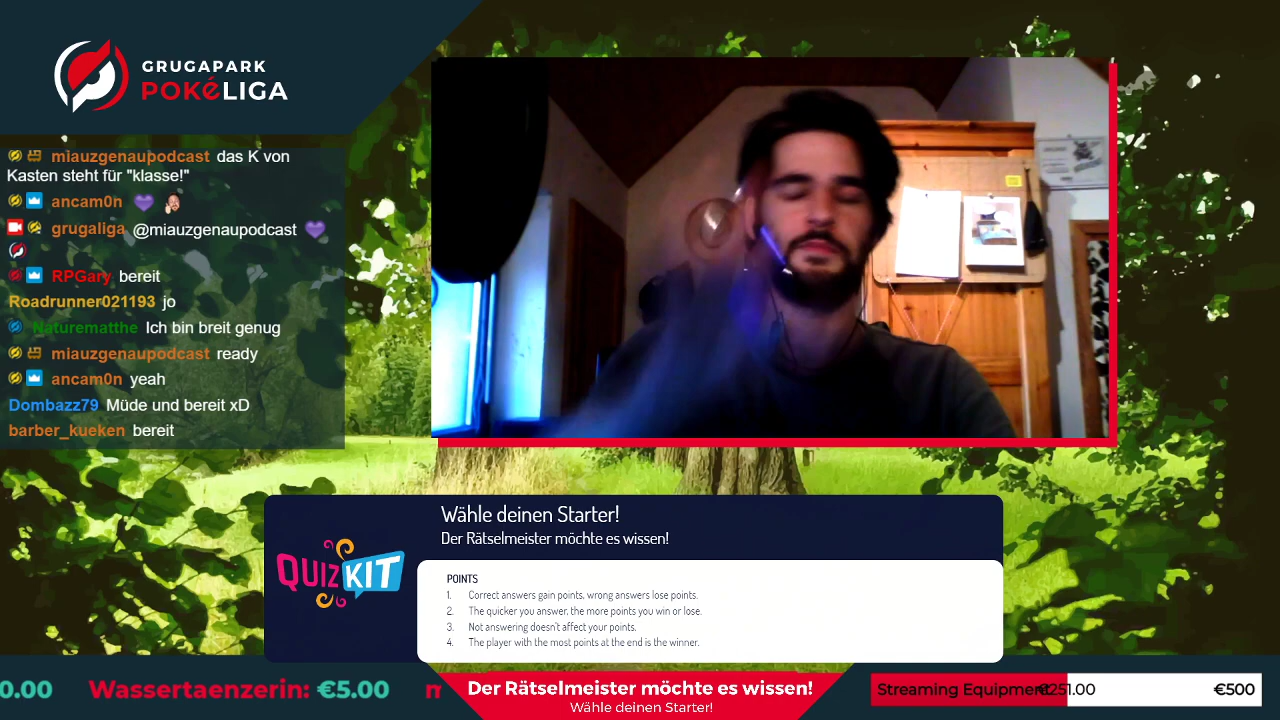 GRUGAPARK
POKéLIGA
miauzgenaupodcast das K von
Kasten steht für "klasse!"
ancam0n
grugaliga @miauzgenaupodcast
RPGary bereit
Roadrunner021193 jo
Naturematthe Ich bin breit genug
miauzgenaupodcast ready
ancam0n yeah
Dombazz79 Müde und bereit xD
barber_kueken bereit
Wähle deinen Starter!
Der Rätselmeister möchte es wissen!
QUIZKIT
POINTS
1. Correct answers gain points, wrong answers lose points.
2. The quicker you answer, the more points you win or lose.
3. Not answering doesn't affect your points.
4. The player with the most points at the end is the winner.
0.00 Wassertaenzerin: €5.00 m
Der Rätselmeister möchte es wissen!
Wähle deinen Starter!
Streaming Equipment €251.00 €500